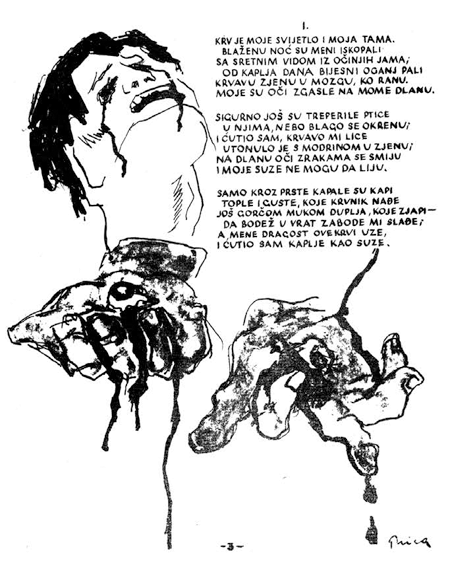 I.
KRV JE MOJE SVIJETLO I MOJA TAMA.
BLAŽENU NOĆ SU MENI ISKOPALI
SA SRETNIM VIDOM IZ OČINJIH JAMA;
OD KAPLJA DANA BIJESNI OGANJ PALI
KRVAVU ZJENU U MOZGU, KO RANU.
MOJE SU OČI ZGASLE NA MOME DLANU.
SIGURNO JOŠ SU TREPERILE PTICE
U NJIMA, NEBO BLAGO SE OKRENU;
I ĆUTIO SAM, KRVAVO MI LICE
UTONULO JE S MODRINOM U ZJENU;
NA DLANU OČI ZRAKAMA SE SMIJU
I MOJE SUZE NE MOGU DA LIJU.
SAMO KROZ PRSTE KAPALE SU KAPI
TOPLE I GUSTE, KOJE KRVNIK NAĐE
JOŠ GORČOM MUKOM DUPLJA, KOJE ZJAPI—
DA BODEŽ U VRAT ZABODE MI SLAĐE;
A, MENE DRAGOST OVE KRVI UZE,
I ĆUTIO SAM KAPLJE KAO SUZE.
-3-